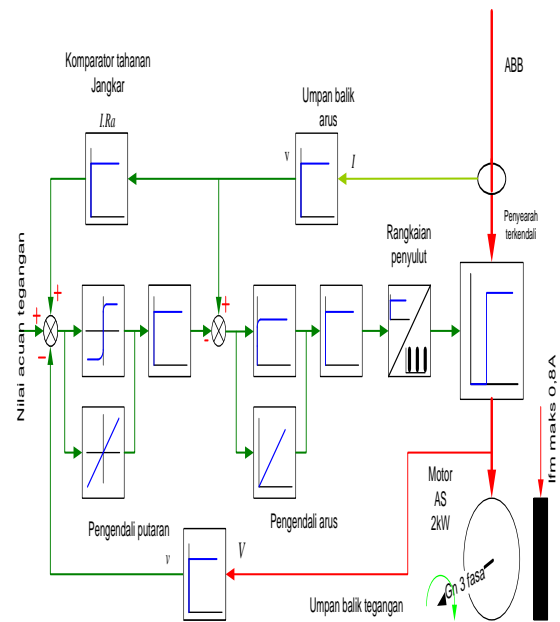 Komparator tahanan
Jangkar
I.Ra
Umpan balik
arus
v
I
ABB
Penyearah
terkendali
Rangkaian
penyulut
Nilai acuan tegangan
+
+
-
+
-
Ifm maks 0,8A
Pengendali putaran
Pengendali arus
Motor
AS
2kW
v
V
Gn 3 fasa
Umpan balik tegangan